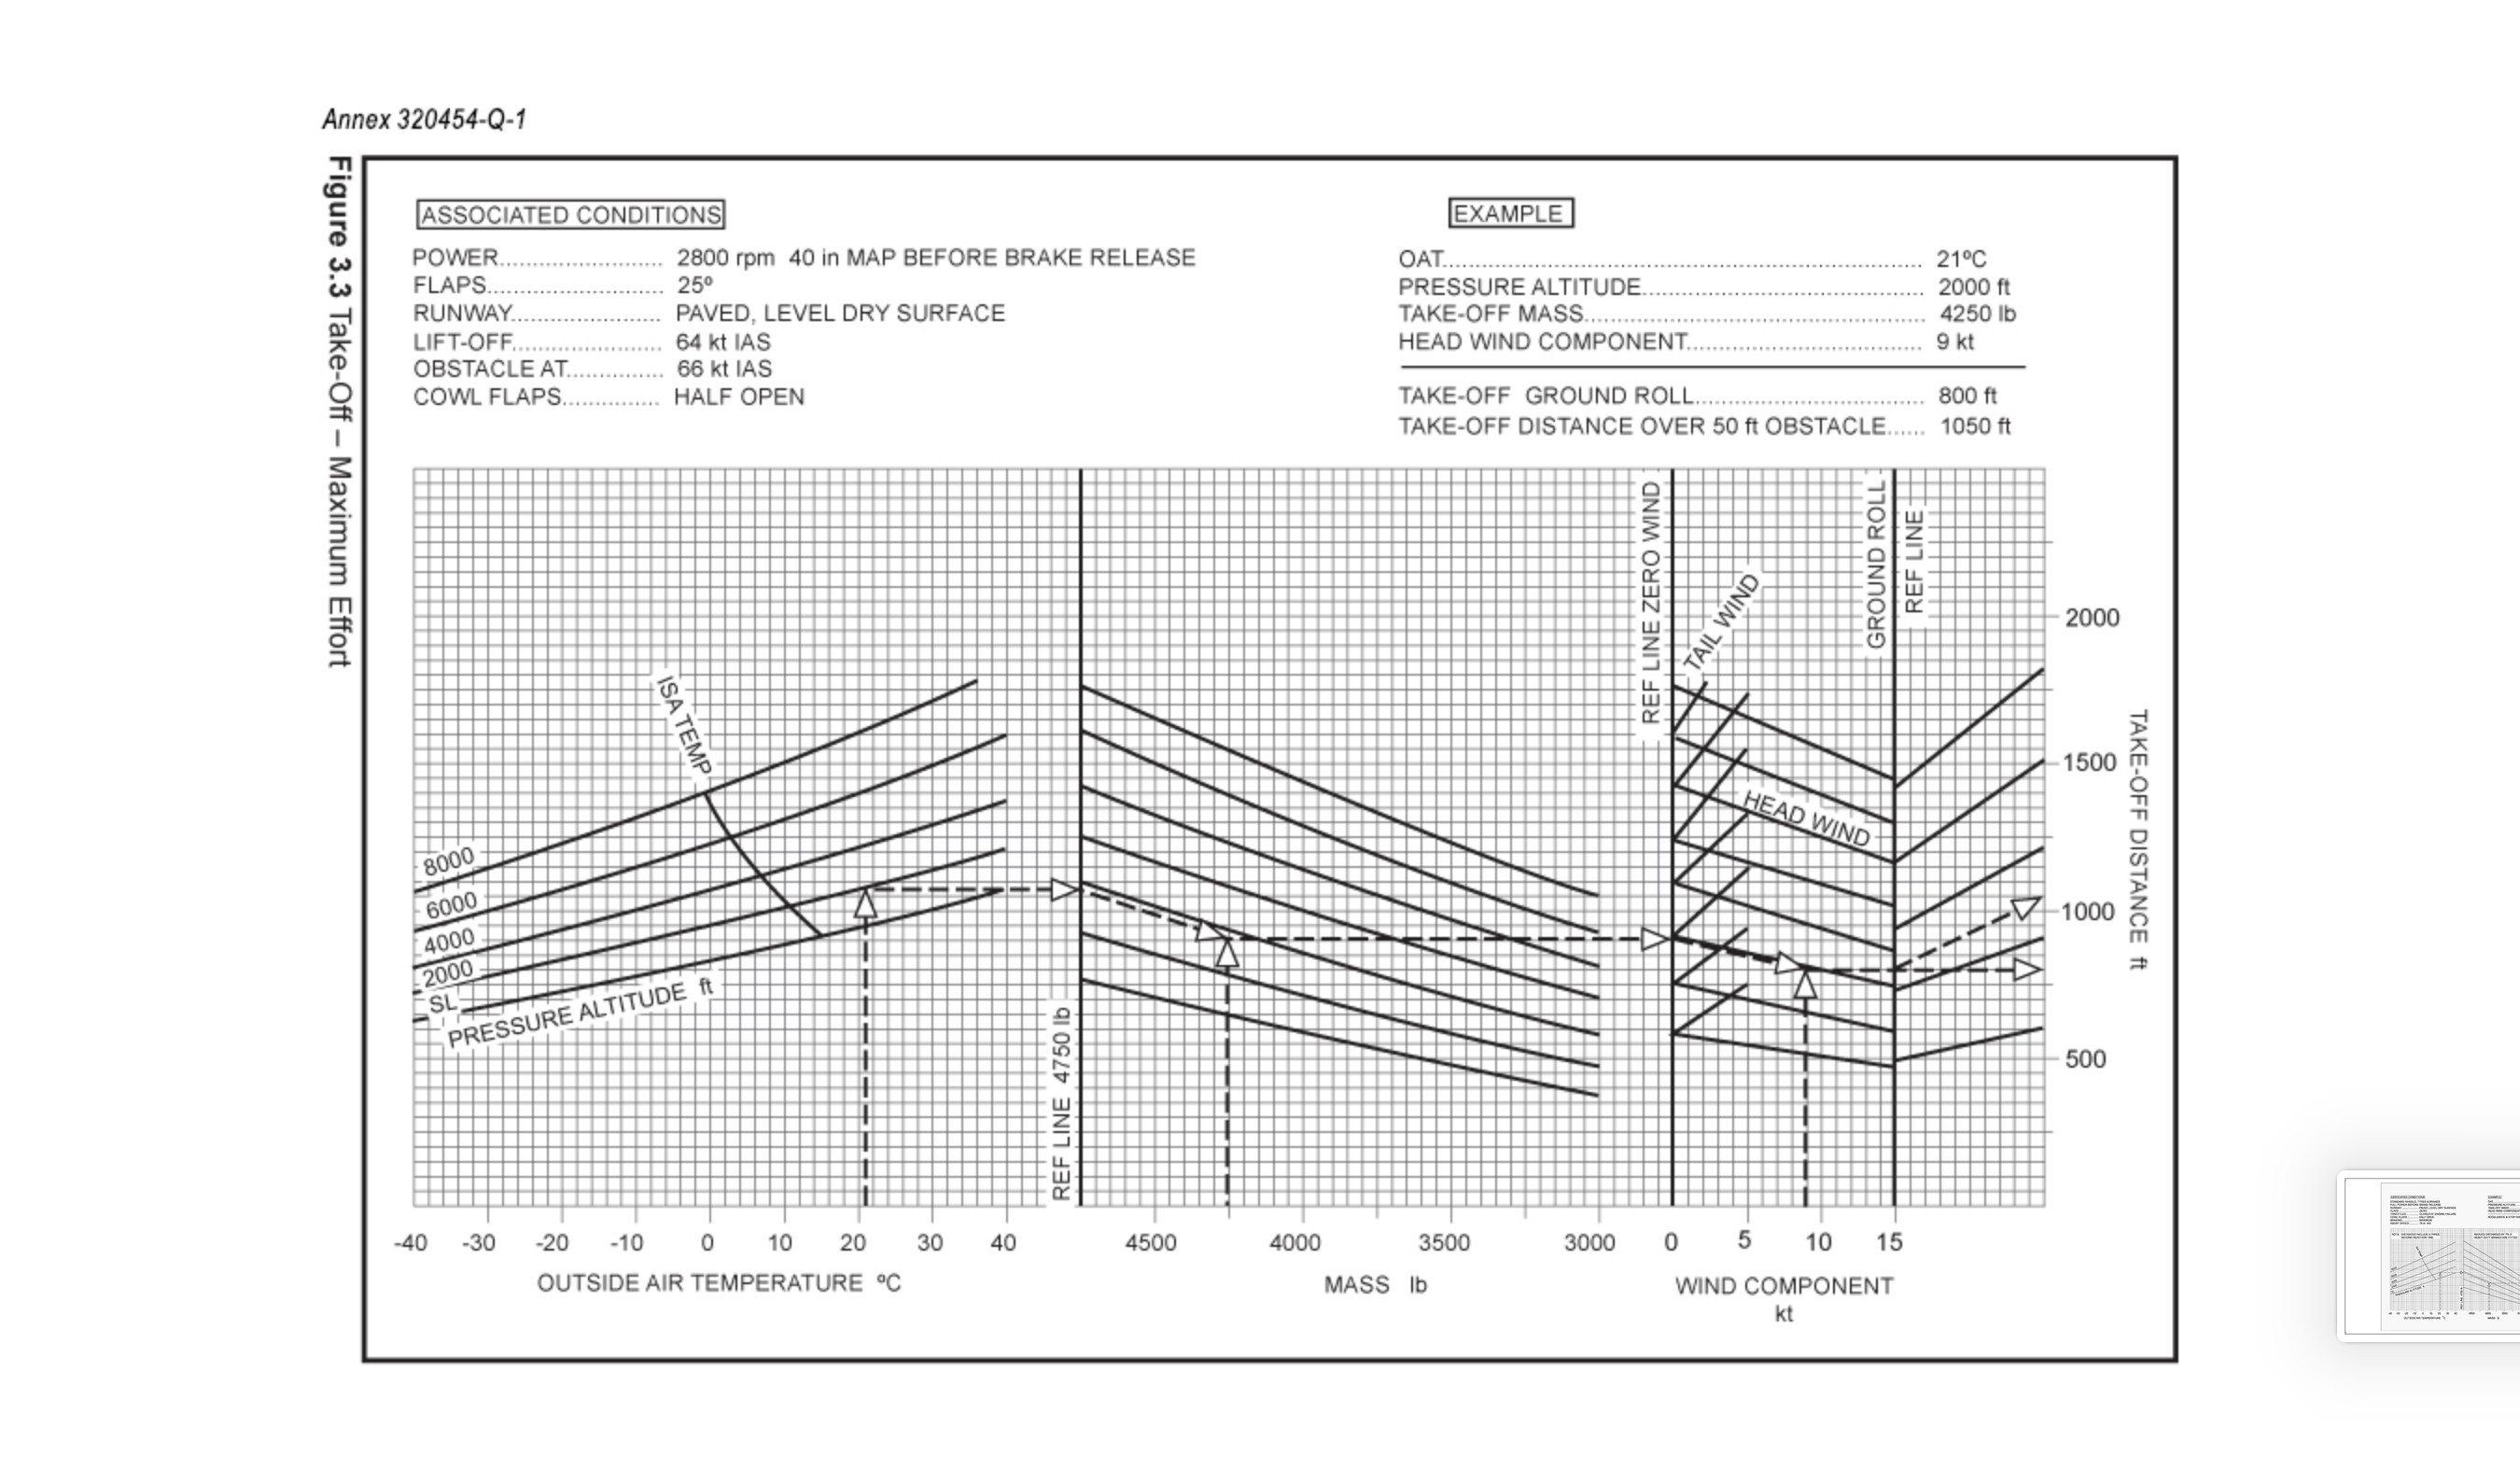 Annex 320454-Q-1
Figure 3.3 Take-Off – Maximum Effort
ASSOCIATED CONDITIONS
POWER........................ 2800 rpm 40 in MAP BEFORE BRAKE RELEASE
FLAPS.......................... 25º
RUNWAY...................... PAVED, LEVEL DRY SURFACE
LIFT-OFF...................... 64 kt IAS
OBSTACLE AT.............. 66 kt IAS
COWL FLAPS.............. HALF OPEN
EXAMPLE
OAT...................................................................... 21ºC
PRESSURE ALTITUDE......................................... 2000 ft
TAKE-OFF MASS.................................................. 4250 lb
HEAD WIND COMPONENT.................................. 9 kt
TAKE-OFF GROUND ROLL.................................. 800 ft
TAKE-OFF DISTANCE OVER 50 ft OBSTACLE...... 1050 ft
ISA TEMP
8000
6000
4000
2000
SL
PRESSURE ALTITUDE ft
REF LINE 4750 lb
REF LINE ZERO WIND
TAIL WIND
HEAD WIND
GROUND ROLL
REF LINE
2000
1500
1000
500
TAKE-OFF DISTANCE ft
-40 -30 -20 -10 0 10 20 30 40 4500 4000 3500 3000 0 5 10 15
OUTSIDE AIR TEMPERATURE ºC
MASS lb
WIND COMPONENT
kt